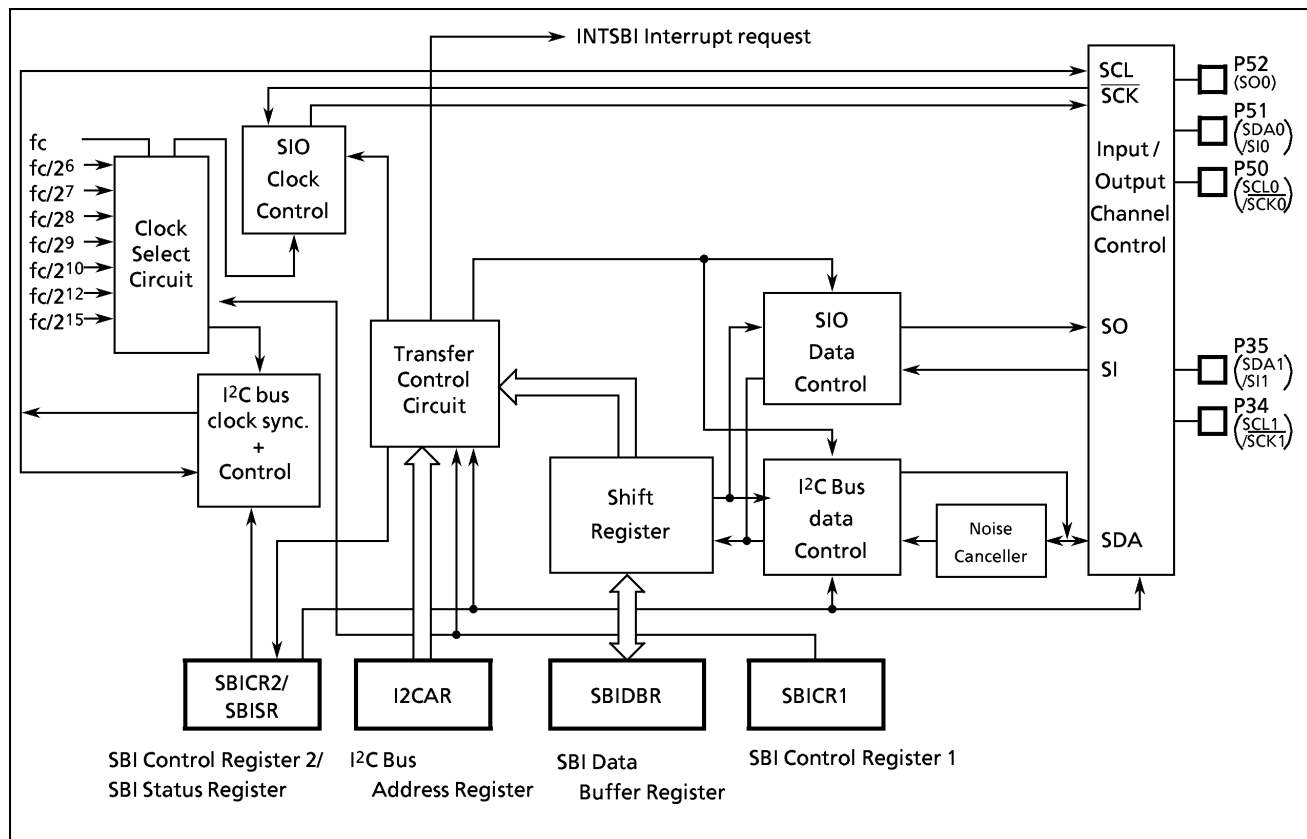 INTSBI Interrupt request
SCL
SCK
Input /
Output
Channel
Control
SO
SI
SDA
P52
(SO0)
P51
(SDA0
/SI0)
P50
(SCL0
/SCK0)
P35
(SDA1
/SI1)
P34
(SCL1
/SCK1)
fc
fc/2⁶
fc/2⁷
fc/2⁸
fc/2⁹
fc/2¹⁰
fc/2¹²
fc/2¹⁵
Clock
Select
Circuit
SIO
Clock
Control
I²C bus
clock sync.
+
Control
Transfer
Control
Circuit
SIO
Data
Control
Shift
Register
I²C Bus
data
Control
Noise
Canceller
SBICR2/
SBISR
I2CAR
SBIDBR
SBICR1
SBI Control Register 2/
SBI Status Register
I²C Bus
Address Register
SBI Data
Buffer Register
SBI Control Register 1